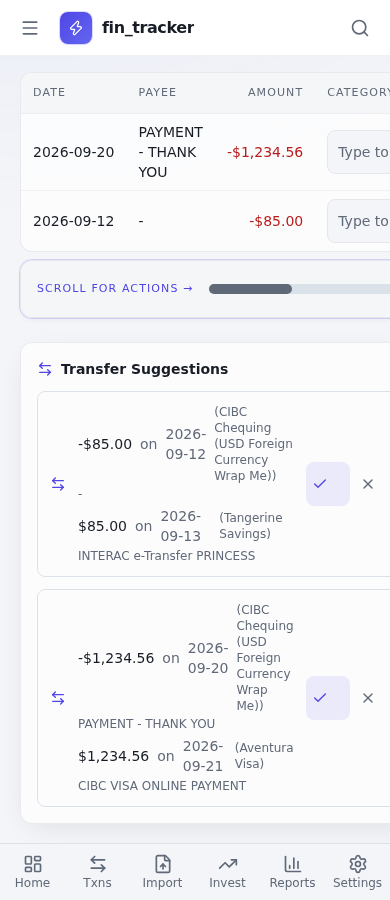 fin_tracker
DATE PAYEE AMOUNT CATEGORY
2026-09-20 PAYMENT - THANK YOU -$1,234.56 Type to
2026-09-12 - -$85.00 Type to
SCROLL FOR ACTIONS →
Transfer Suggestions
-$85.00 on 2026-09-12 (CIBC Chequing (USD Foreign Currency Wrap Me))
-
$85.00 on 2026-09-13 (Tangerine Savings)
INTERAC e-Transfer PRINCESS
-$1,234.56 on 2026-09-20 (CIBC Chequing (USD Foreign Currency Wrap Me))
PAYMENT - THANK YOU
$1,234.56 on 2026-09-21 (Aventura Visa)
CIBC VISA ONLINE PAYMENT
Home Txns Import Invest Reports Settings